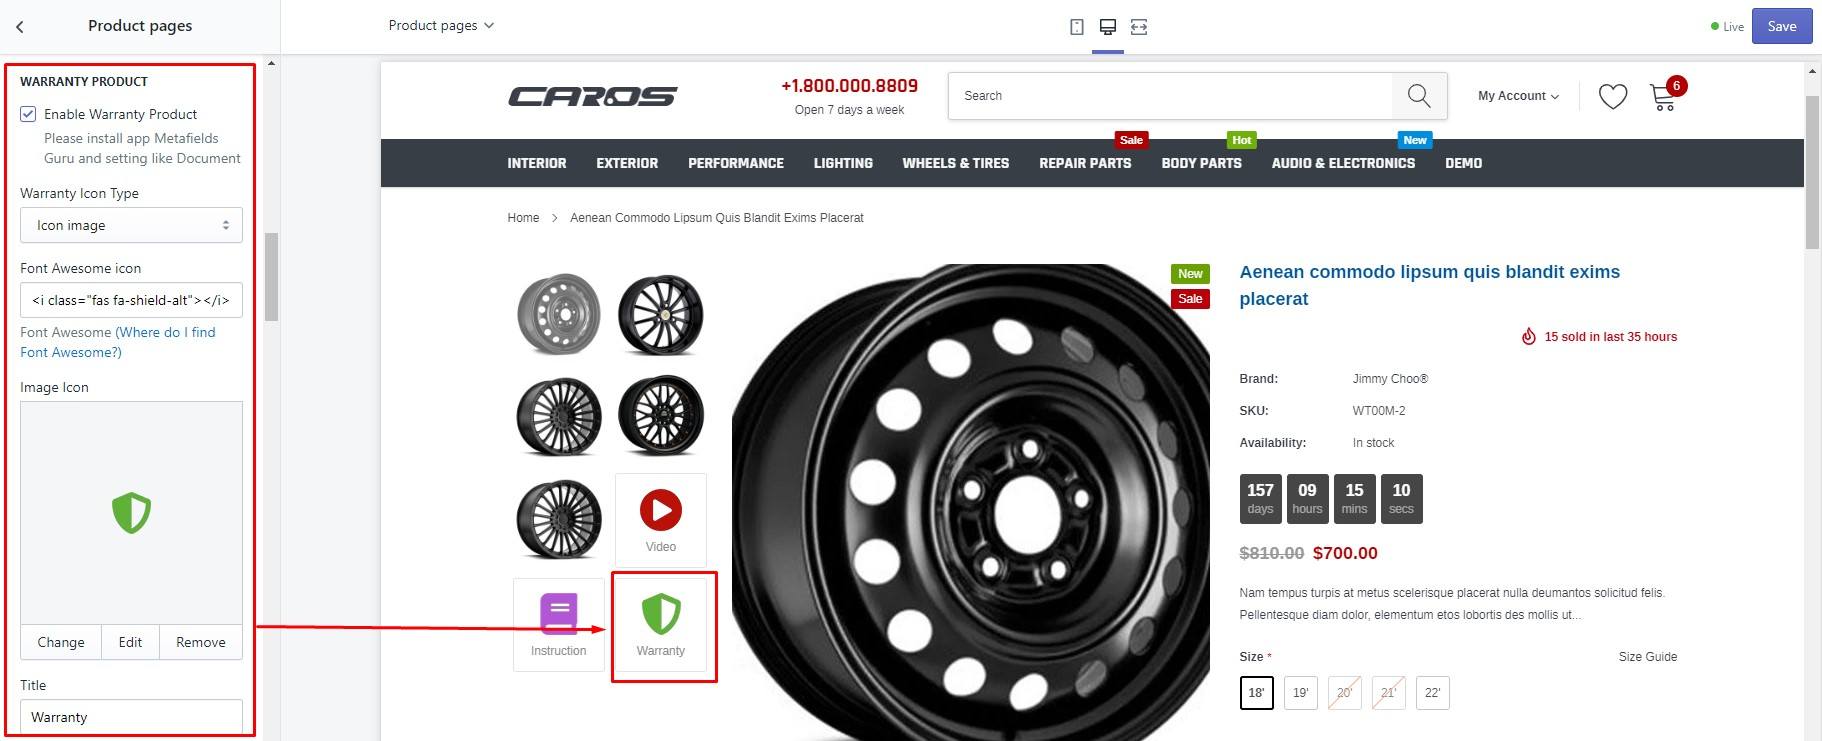 Product pages
Product pages
Live
Save
WARRANTY PRODUCT
Enable Warranty Product
Please install app Metafields
Guru and setting like Document
Warranty Icon Type
Icon image
Font Awesome icon
<i class="fas fa-shield-alt"></i>
Font Awesome (Where do I find
Font Awesome?)
Image Icon
Change Edit Remove
Title
Warranty
CAROS
+1.800.000.8809
Open 7 days a week
Search
My Account
6
Sale Hot New
INTERIOR EXTERIOR PERFORMANCE LIGHTING WHEELS & TIRES REPAIR PARTS BODY PARTS AUDIO & ELECTRONICS DEMO
Home > Aenean Commodo Lipsum Quis Blandit Exims Placerat
Video
Instruction
Warranty
New
Sale
Aenean commodo lipsum quis blandit exims
placerat
15 sold in last 35 hours
Brand: Jimmy Choo®
SKU: WT00M-2
Availability: In stock
157 09 15 10
days hours mins secs
$810.00 $700.00
Nam tempus turpis at metus scelerisque placerat nulla deumantos solicitud felis.
Pellentesque diam dolor, elementum etos lobortis des mollis ut...
Size * Size Guide
18' 19' 20' 21' 22'